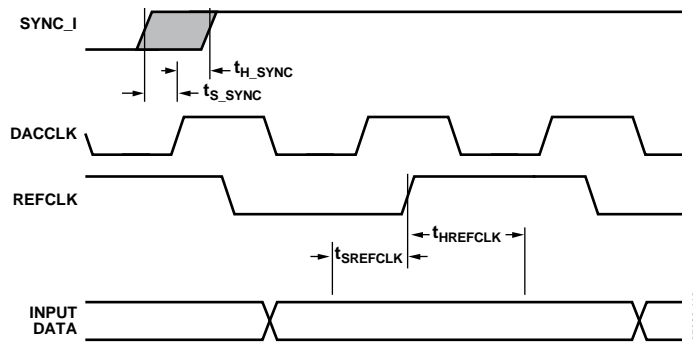 SYNC_I
tH_SYNC
tS_SYNC
DACCLK
REFCLK
tHREFCLK
tSREFCLK
INPUT
DATA